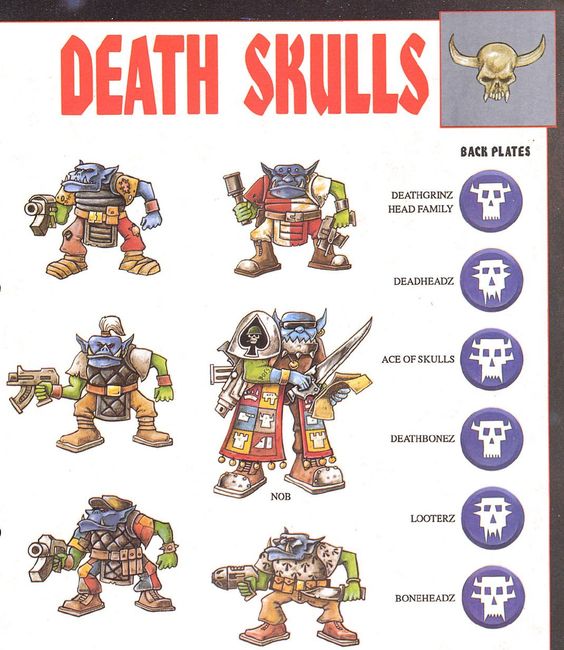 DEATH SKULLS
BACK PLATES
DEATHGRINZ
HEAD FAMILY
DEADHEADZ
ACE OF SKULLS
DEATHBONEZ
NOB
LOOTERZ
BONEHEADZ